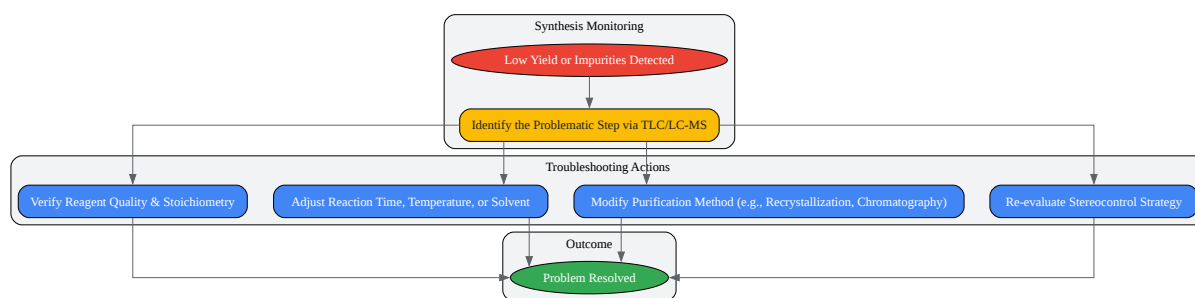 Synthesis Monitoring
Low Yield or Impurities Detected
Identify the Problematic Step via TLC/LC-MS
Troubleshooting Actions
Verify Reagent Quality & Stoichiometry
Adjust Reaction Time, Temperature, or Solvent
Modify Purification Method (e.g., Recrystallization, Chromatography)
Re-evaluate Stereocontrol Strategy
Outcome
Problem Resolved